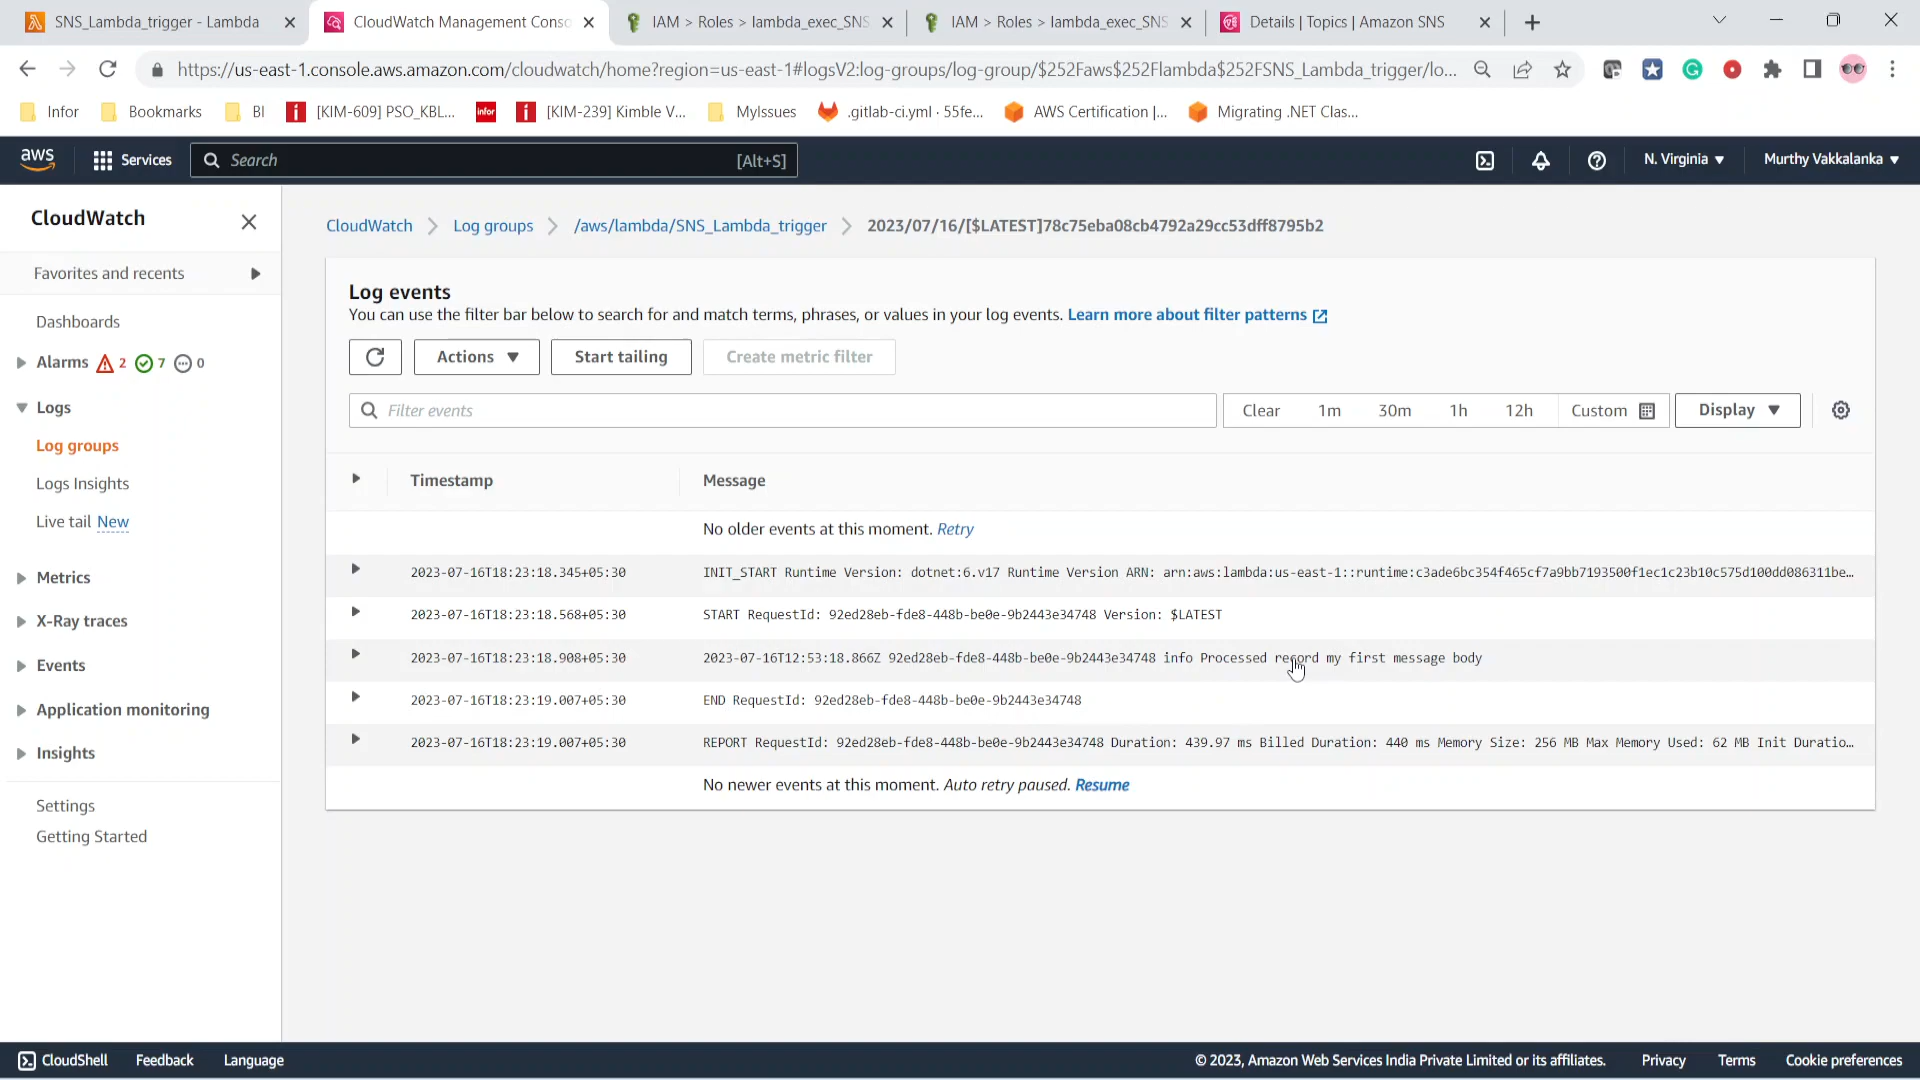 SNS_Lambda_trigger - Lambda
CloudWatch Management Conso
IAM > Roles > lambda_exec_SNS
IAM > Roles > lambda_exec_SNS
Details | Topics | Amazon SNS
https://us-east-1.console.aws.amazon.com/cloudwatch/home?region=us-east-1#logsV2:log-groups/log-group/$252Faws$252Flambda$252FSNS_Lambda_trigger/lo...
Infor
Bookmarks
BI
[KIM-609] PSO_KBL...
infor
[KIM-239] Kimble V...
MyIssues
.gitlab-ci.yml · 55fe...
AWS Certification |...
Migrating .NET Clas...
aws
Services
Search
[Alt+S]
N. Virginia
Murthy Vakkalanka
CloudWatch
Favorites and recents
Dashboards
Alarms 2 7 0
Logs
Log groups
Logs Insights
Live tail New
Metrics
X-Ray traces
Events
Application monitoring
Insights
Settings
Getting Started
CloudWatch
Log groups
/aws/lambda/SNS_Lambda_trigger
2023/07/16/[$LATEST]78c75eba08cb4792a29cc53dff8795b2
Log events
You can use the filter bar below to search for and match terms, phrases, or values in your log events. Learn more about filter patterns
Actions
Start tailing
Create metric filter
Filter events
Clear
1m
30m
1h
12h
Custom
Display
Timestamp
Message
No older events at this moment. Retry
2023-07-16T18:23:18.345+05:30 INIT_START Runtime Version: dotnet:6.v17 Runtime Version ARN: arn:aws:lambda:us-east-1::runtime:c3ade6bc354f465cf7a9bb7193500f1ec1c23b10c575d100dd086311be…
2023-07-16T18:23:18.568+05:30 START RequestId: 92ed28eb-fde8-448b-be0e-9b2443e34748 Version: $LATEST
2023-07-16T18:23:18.908+05:30 2023-07-16T12:53:18.866Z 92ed28eb-fde8-448b-be0e-9b2443e34748 info Processed record my first message body
2023-07-16T18:23:19.007+05:30 END RequestId: 92ed28eb-fde8-448b-be0e-9b2443e34748
2023-07-16T18:23:19.007+05:30 REPORT RequestId: 92ed28eb-fde8-448b-be0e-9b2443e34748 Duration: 439.97 ms Billed Duration: 440 ms Memory Size: 256 MB Max Memory Used: 62 MB Init Duratio…
No newer events at this moment. Auto retry paused. Resume
CloudShell
Feedback
Language
© 2023, Amazon Web Services India Private Limited or its affiliates.
Privacy
Terms
Cookie preferences